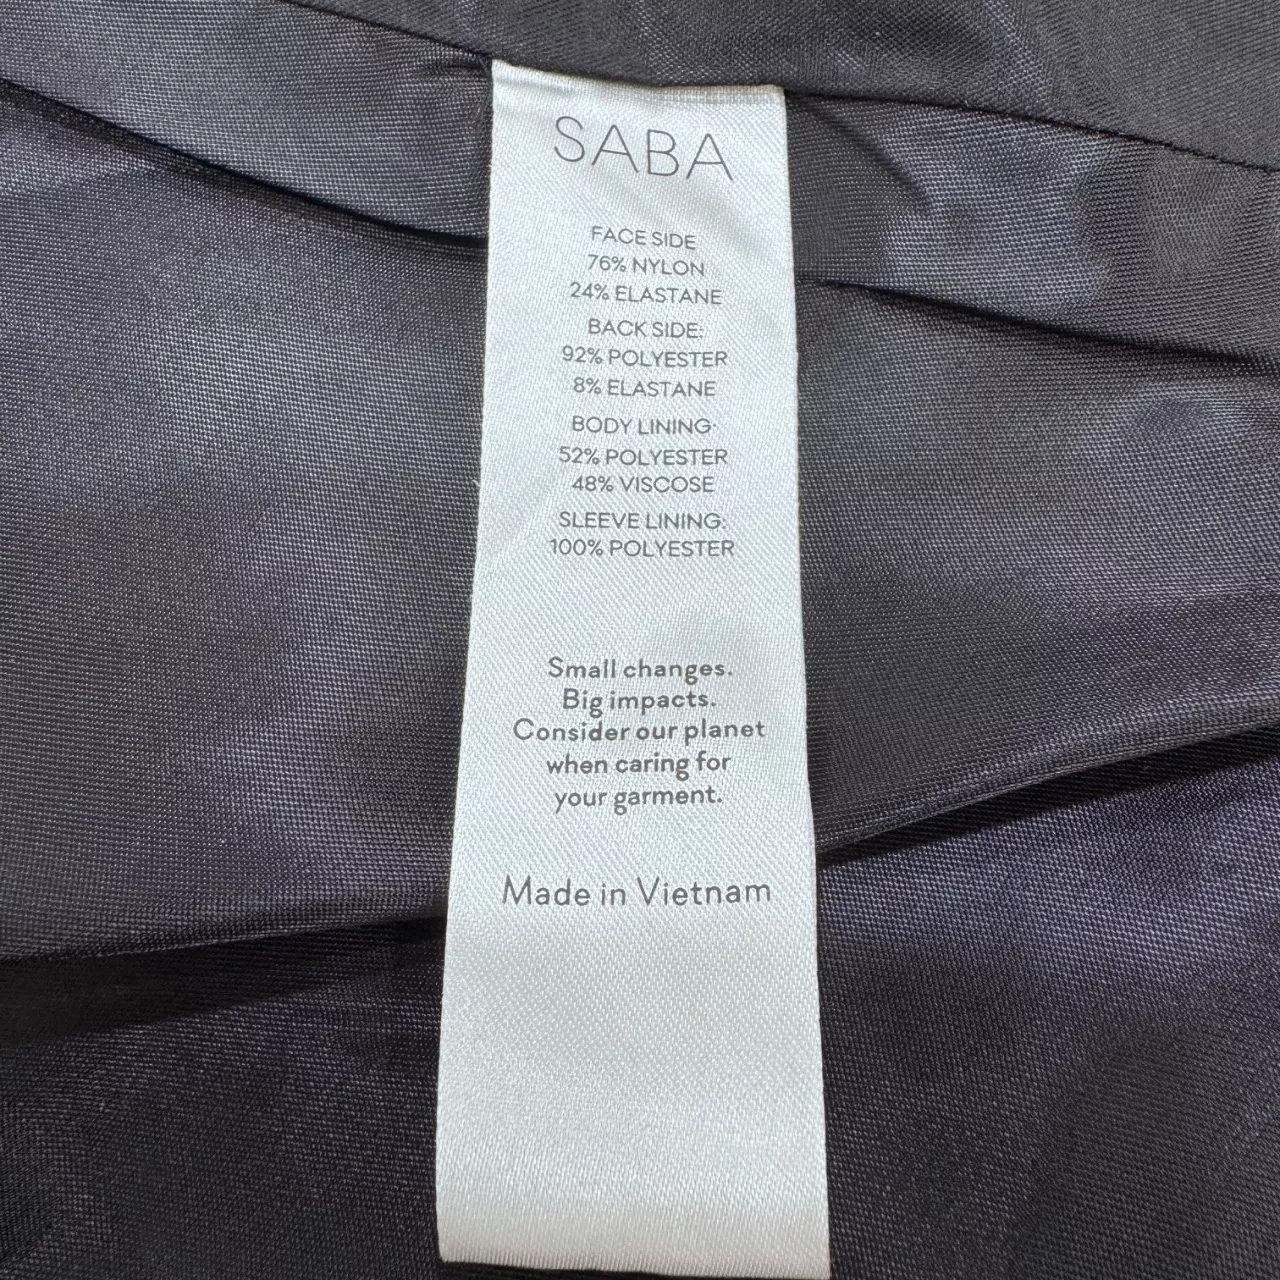 SABA
FACE SIDE
76% NYLON
24% ELASTANE
BACK SIDE:
92% POLYESTER
8% ELASTANE
BODY LINING:
52% POLYESTER
48% VISCOSE
SLEEVE LINING:
100% POLYESTER
Small changes.
Big impacts.
Consider our planet
when caring for
your garment.
Made in Vietnam